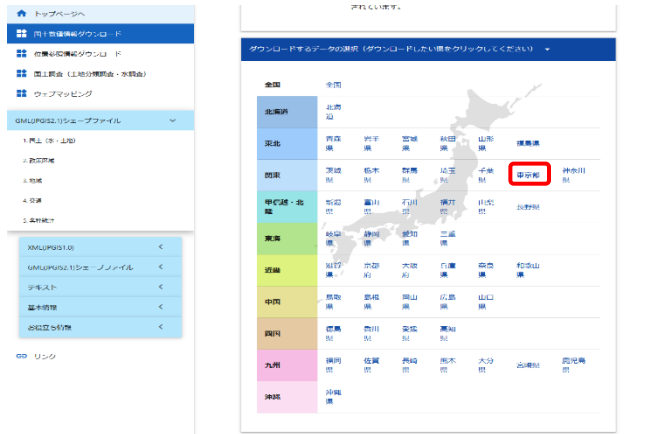 されています。
トップページへ
国土数値情報ダウンロード
位置参照情報ダウンロード
国土調査（土地分類調査・水調査）
ウェブマッピング
GML(JPGIS2.1)シェープファイル
1. 国土（水・土地）
2. 政策区域
3. 地域
4. 交通
5. 各種統計
XML(JPGIS1.0)
GML(JPGIS2.1)シェープファイル
テキスト
基本情報
お役立ち情報
リンク
ダウンロードするデータの選択（ダウンロードしたい県をクリックしてください）
全国 全国
北海道 北海道
東北 青森県 岩手県 宮城県 秋田県 山形県 福島県
関東 茨城県 栃木県 群馬県 埼玉県 千葉県 東京都 神奈川県
甲信越・北陸 新潟県 富山県 石川県 福井県 山梨県 長野県
東海 岐阜県 静岡県 愛知県 三重県
近畿 滋賀県 京都府 大阪府 兵庫県 奈良県 和歌山県
中国 鳥取県 島根県 岡山県 広島県 山口県
四国 徳島県 香川県 愛媛県 高知県
九州 福岡県 佐賀県 長崎県 熊本県 大分県 宮崎県 鹿児島県
沖縄 沖縄県